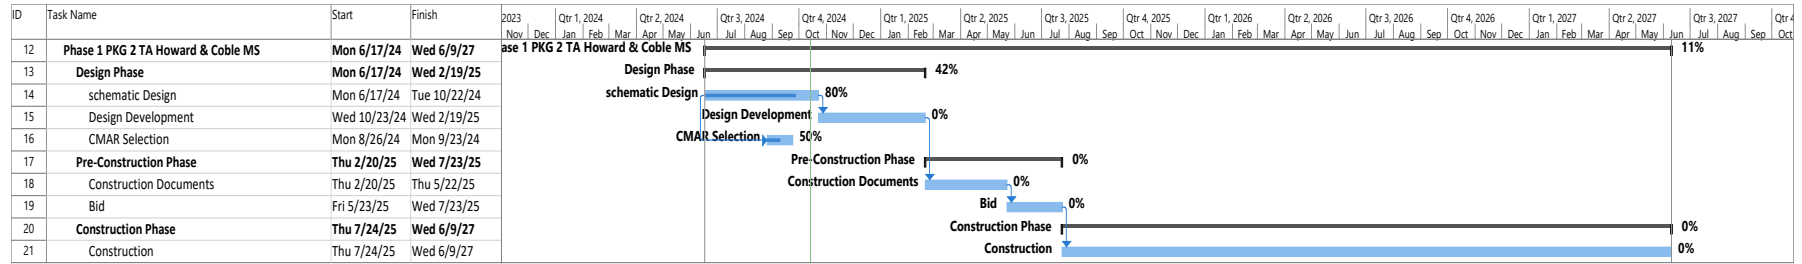 ID Task Name Start Finish 2023 Qtr 1, 2024 Qtr 2, 2024 Qtr 3, 2024 Qtr 4, 2024 Qtr 1, 2025 Qtr 2, 2025 Qtr 3, 2025 Qtr 4, 2025 Qtr 1, 2026 Qtr 2, 2026 Qtr 3, 2026 Qtr 4, 2026 Qtr 1, 2027 Qtr 2, 2027 Qtr 3, 2027 Qtr 4
Nov Dec Jan Feb Mar Apr May Jun Jul Aug Sep Oct Nov Dec Jan Feb Mar Apr May Jun Jul Aug Sep Oct Nov Dec Jan Feb Mar Apr May Jun Jul Aug Sep Oct Nov Dec Jan Feb Mar Apr May Jun Jul Aug Sep Oct
12 Phase 1 PKG 2 TA Howard & Coble MS Mon 6/17/24 Wed 6/9/27 ase 1 PKG 2 TA Howard & Coble MS 11%
13 Design Phase Mon 6/17/24 Wed 2/19/25 Design Phase 42%
14 schematic Design Mon 6/17/24 Tue 10/22/24 schematic Design 80%
15 Design Development Wed 10/23/24 Wed 2/19/25 Design Development 0%
16 CMAR Selection Mon 8/26/24 Mon 9/23/24 CMAR Selection 50%
17 Pre-Construction Phase Thu 2/20/25 Wed 7/23/25 Pre-Construction Phase 0%
18 Construction Documents Thu 2/20/25 Thu 5/22/25 Construction Documents 0%
19 Bid Fri 5/23/25 Wed 7/23/25 Bid 0%
20 Construction Phase Thu 7/24/25 Wed 6/9/27 Construction Phase 0%
21 Construction Thu 7/24/25 Wed 6/9/27 Construction 0%